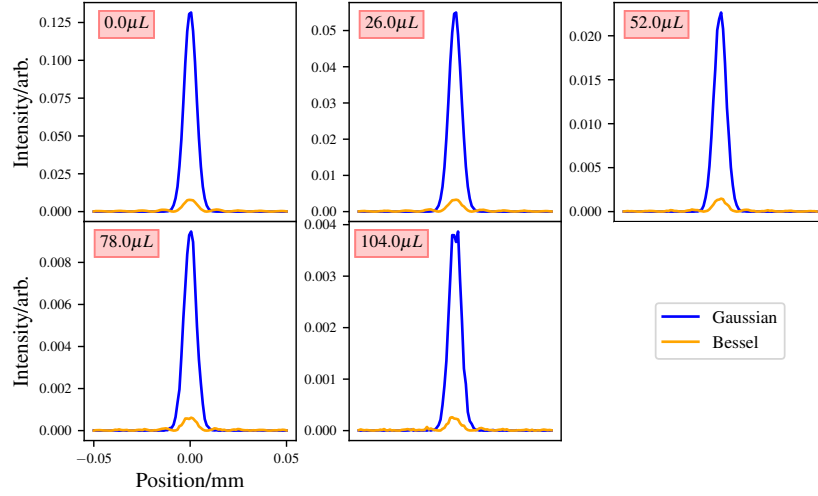 0.0μL
26.0μL
52.0μL
Intensity/arb.
0.125
0.100
0.075
0.050
0.025
0.000
0.05
0.04
0.03
0.02
0.01
0.00
0.020
0.015
0.010
0.005
0.000
78.0μL
104.0μL
Intensity/arb.
0.008
0.006
0.004
0.002
0.000
0.004
0.003
0.002
0.001
0.000
Gaussian
Bessel
−0.05 0.00 0.05
Position/mm